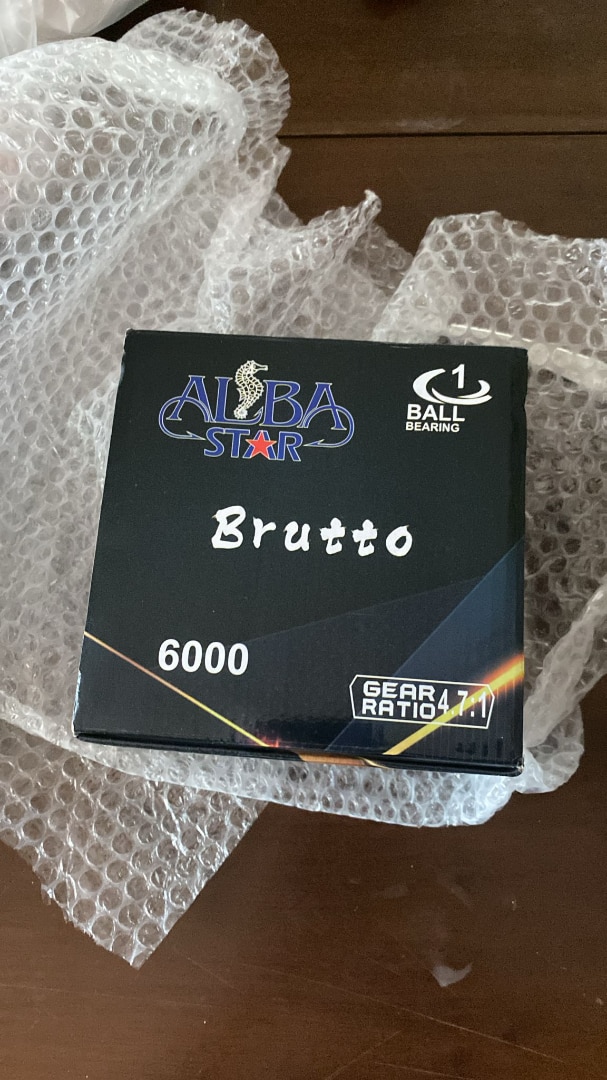 ALBA
STAR
1
BALL
BEARING
Brutto
6000
GEAR
RATIO 4.7:1